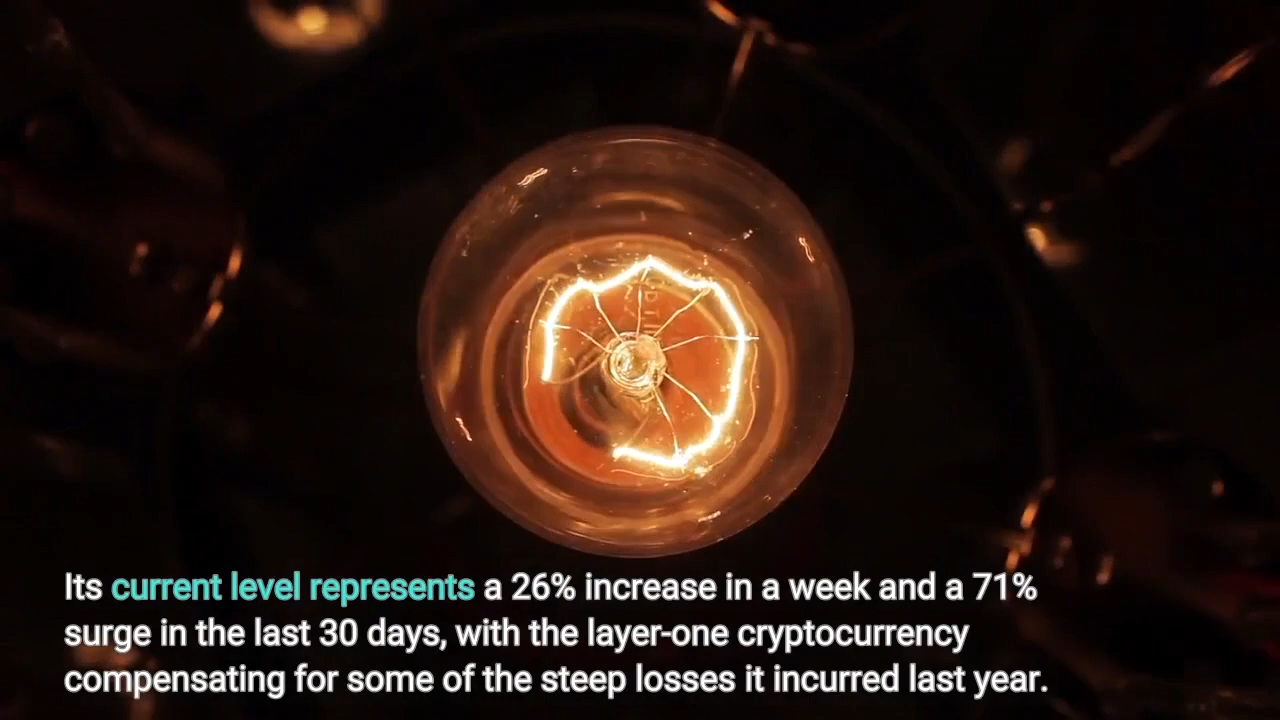 Its current level represents a 26% increase in a week and a 71%
surge in the last 30 days, with the layer-one cryptocurrency
compensating for some of the steep losses it incurred last year.